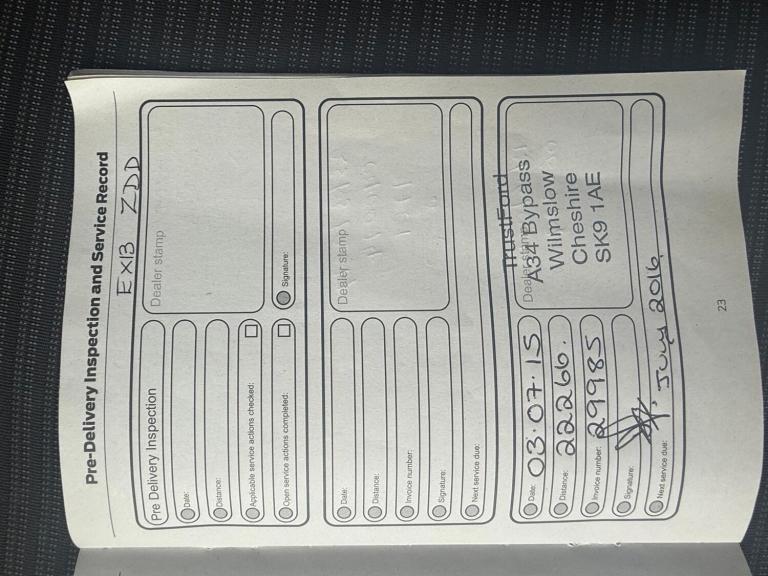 Pre-Delivery Inspection and Service Record
EX13 ZDD
Pre Delivery Inspection
Date:
Distance:
Applicable service actions checked:
Open service actions completed:
Dealer stamp
Signature:
Date:
Distance:
Invoice number:
Signature:
Next service due:
Dealer stamp
Date: 03.07.15
Distance: 22266.
Invoice number: 29985
Signature:
Next service due: July 2016
Dealer stamp
TrustFord
A34 Bypass
Wilmslow
Cheshire
SK9 1AE
23